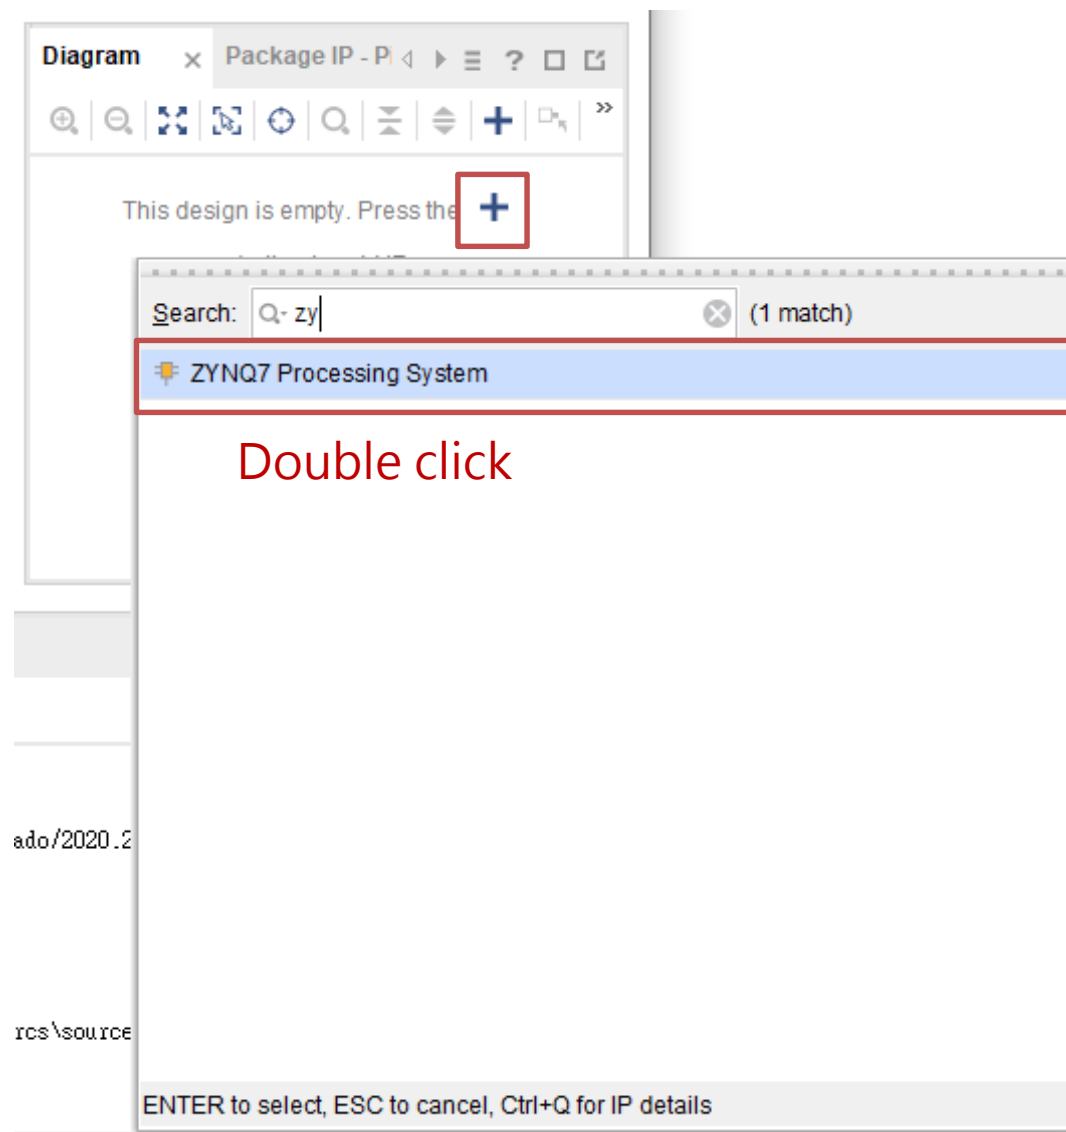 Diagram
Package IP - P
This design is empty. Press the
Search: zy (1 match)
ZYNQ7 Processing System
Double click
ado/2020.2
rcs\source
ENTER to select, ESC to cancel, Ctrl+Q for IP details